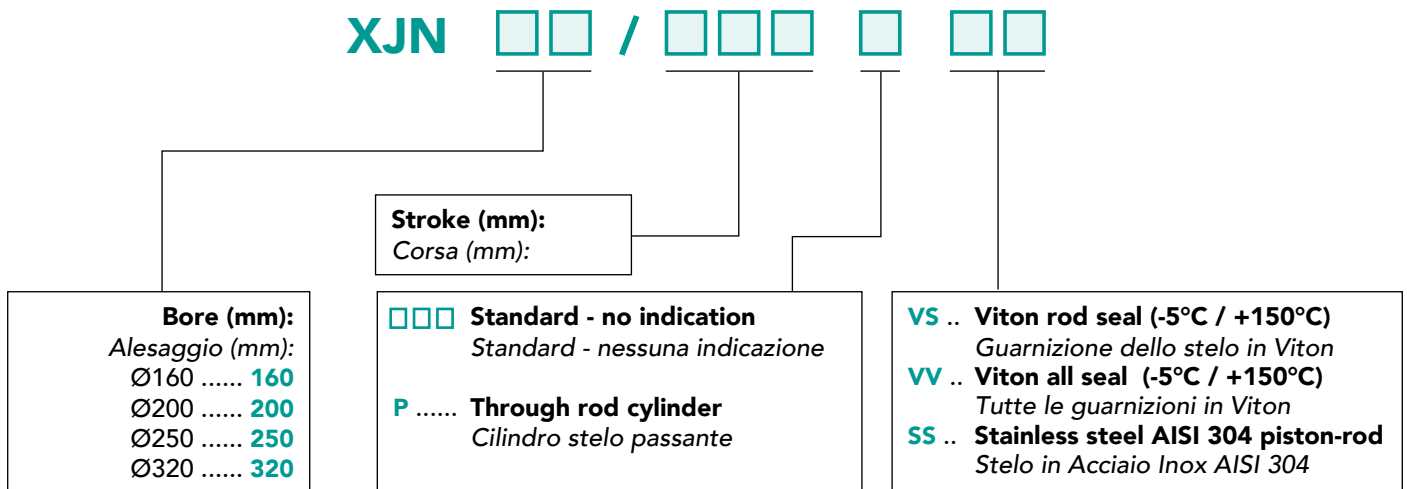 XJN □□ / □□□ □ □□
Stroke (mm):
Corsa (mm):
Bore (mm):
Alesaggio (mm):
Ø160 ...... 160
Ø200 ...... 200
Ø250 ...... 250
Ø320 ...... 320
□□□ Standard - no indication
Standard - nessuna indicazione
P ...... Through rod cylinder
Cilindro stelo passante
VS .. Viton rod seal (-5°C / +150°C)
Guarnizione dello stelo in Viton
VV .. Viton all seal (-5°C / +150°C)
Tutte le guarnizioni in Viton
SS .. Stainless steel AISI 304 piston-rod
Stelo in Acciaio Inox AISI 304